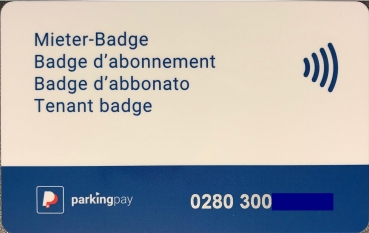 Mieter-Badge
Badge d'abonnement
Badge d'abbonato
Tenant badge
parkingpay
0280 300